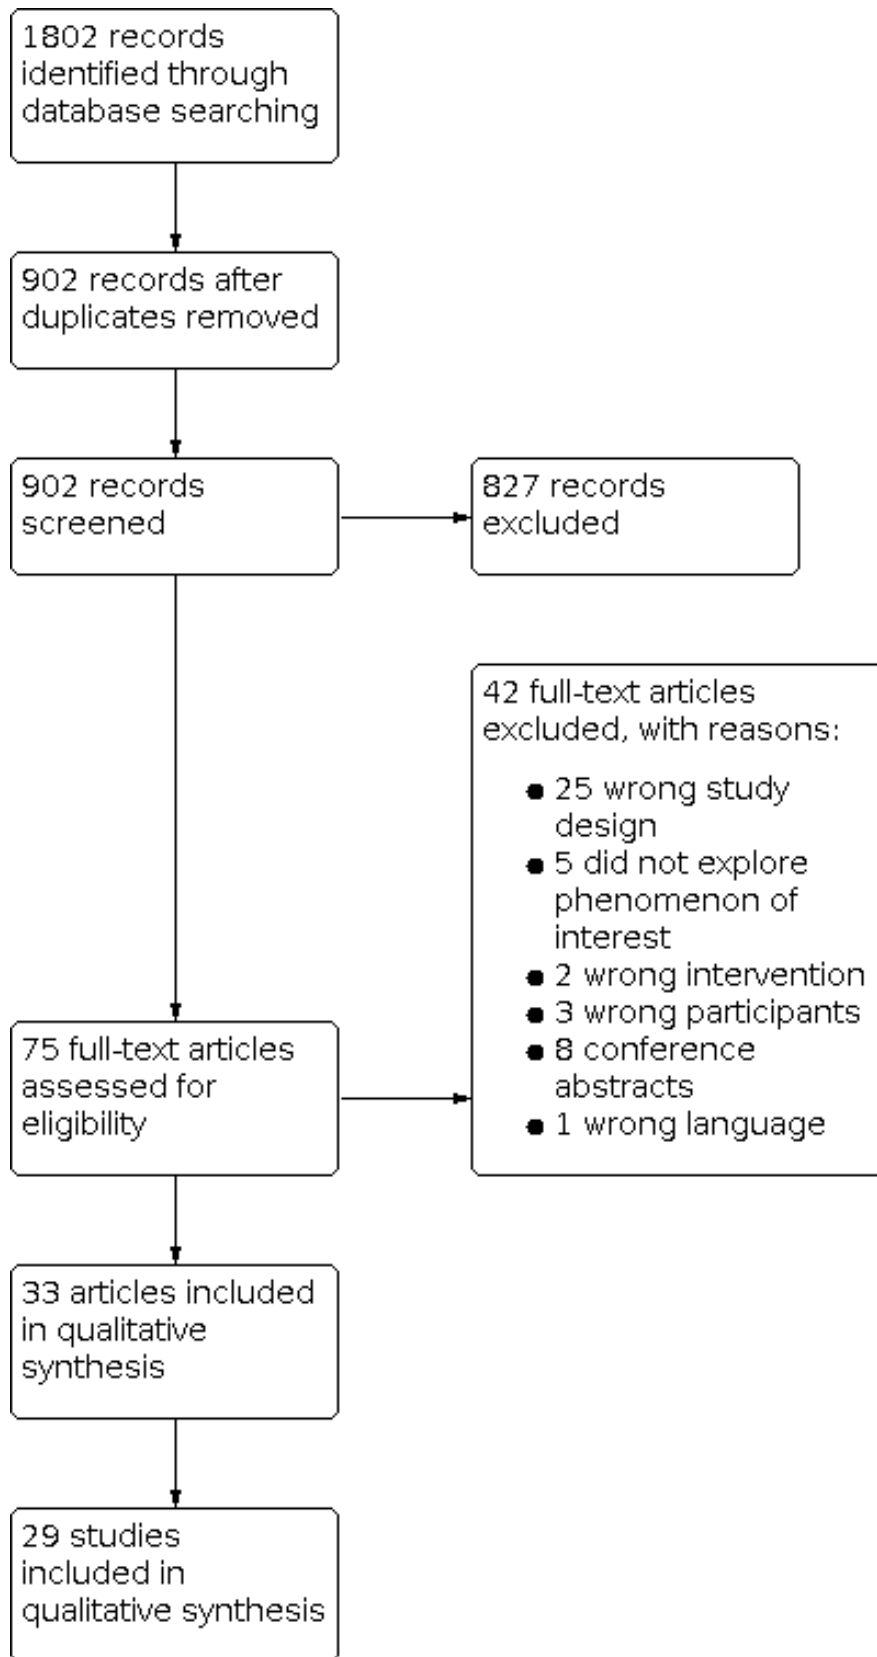 1802 records
identified through
database searching
902 records after
duplicates removed
902 records
screened
827 records
excluded
75 full-text articles
assessed for
eligibility
42 full-text articles
excluded, with reasons:
● 25 wrong study
design
● 5 did not explore
phenomenon of
interest
● 2 wrong intervention
● 3 wrong participants
● 8 conference
abstracts
● 1 wrong language
33 articles included
in qualitative
synthesis
29 studies
included in
qualitative synthesis